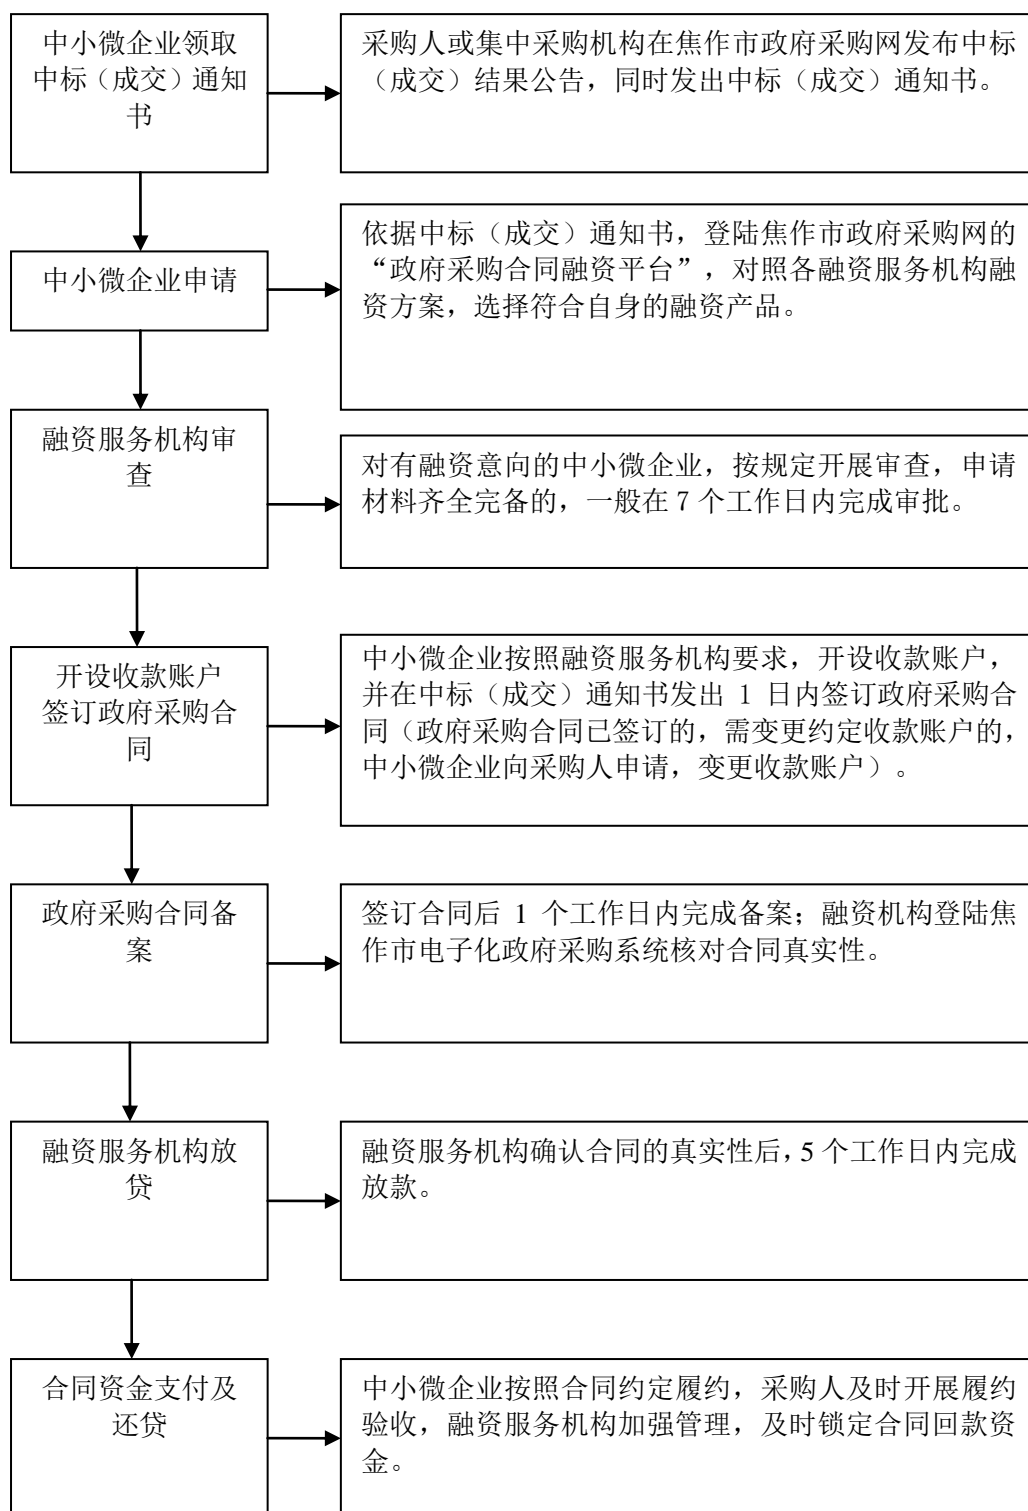 中小微企业领取
中标（成交）通知
书
采购人或集中采购机构在焦作市政府采购网发布中标
（成交）结果公告，同时发出中标（成交）通知书。
中小微企业申请
依据中标（成交）通知书，登陆焦作市政府采购网的
“政府采购合同融资平台”，对照各融资服务机构融
资方案，选择符合自身的融资产品。
融资服务机构审
查
对有融资意向的中小微企业，按规定开展审查，申请
材料齐全完备的，一般在 7 个工作日内完成审批。
开设收款账户
签订政府采购合
同
中小微企业按照融资服务机构要求，开设收款账户，
并在中标（成交）通知书发出 1 日内签订政府采购合
同（政府采购合同已签订的，需变更约定收款账户的，
中小微企业向采购人申请，变更收款账户）。
政府采购合同备
案
签订合同后 1 个工作日内完成备案；融资机构登陆焦
作市电子化政府采购系统核对合同真实性。
融资服务机构放
贷
融资服务机构确认合同的真实性后，5 个工作日内完成
放款。
合同资金支付及
还贷
中小微企业按照合同约定履约，采购人及时开展履约
验收，融资服务机构加强管理，及时锁定合同回款资
金。